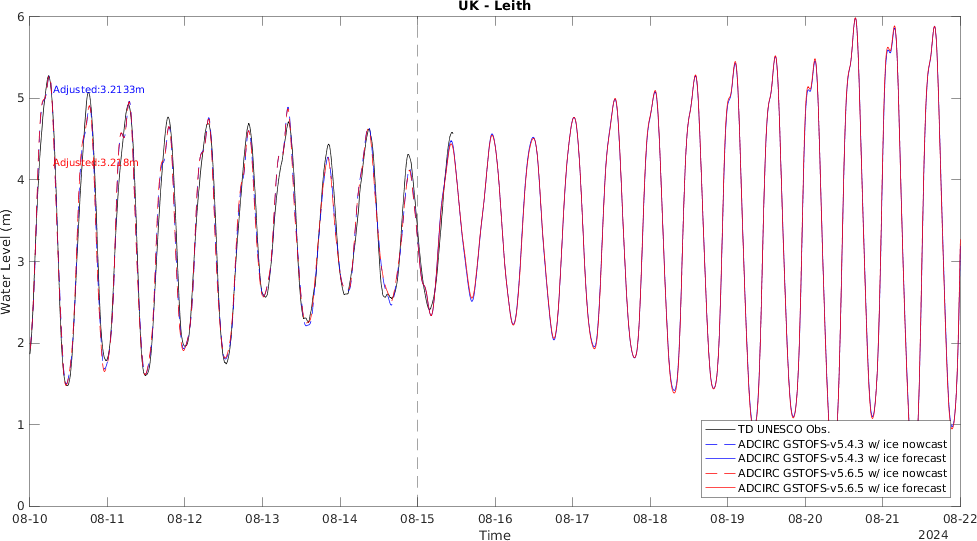 UK - Leith
6
5
4
3
2
1
0
Water Level (m)
Adjusted:3.2133m
Adjusted:3.218m
TD UNESCO Obs.
ADCIRC GSTOFS-v5.4.3 w/ ice nowcast
ADCIRC GSTOFS-v5.4.3 w/ ice forecast
ADCIRC GSTOFS-v5.6.5 w/ ice nowcast
ADCIRC GSTOFS-v5.6.5 w/ ice forecast
08-10 08-11 08-12 08-13 08-14 08-15 08-16 08-17 08-18 08-19 08-20 08-21 08-22
Time
2024